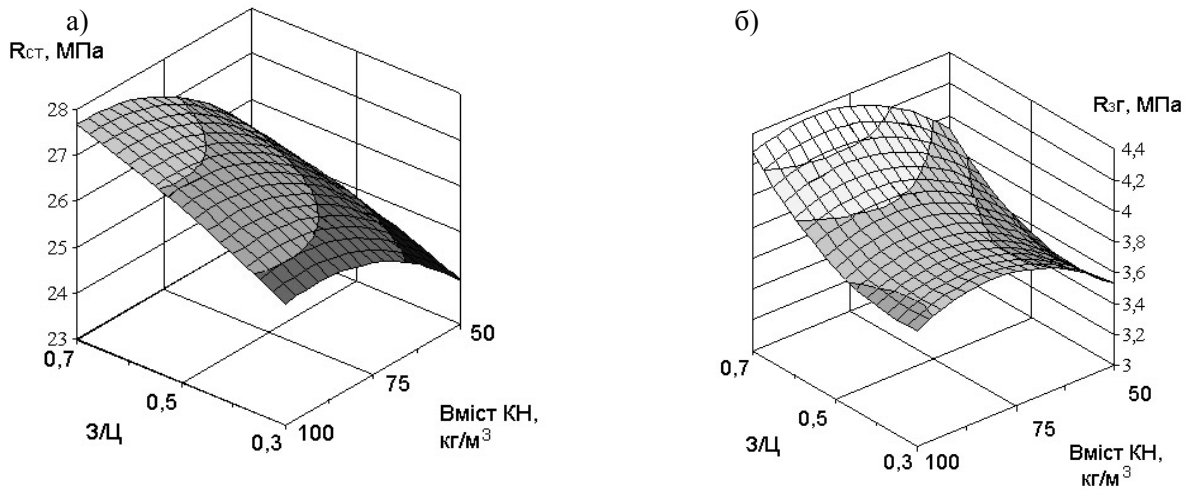 а)
Rст, МПа
28
27
26
25
24
23
0,7
0,5
0,3
З/Ц
100
75
50
Вміст КН,
кг/м³
б)
Rзг, МПа
4,4
4,2
4
3,8
3,6
3,4
3,2
3
0,7
0,5
0,3
З/Ц
100
75
50
Вміст КН,
кг/м³